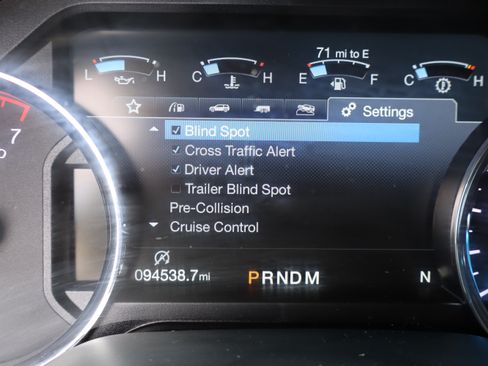 71 mi to E
L H C H E F C H
Settings
7
Blind Spot
Cross Traffic Alert
Driver Alert
Trailer Blind Spot
Pre-Collision
Cruise Control
094538.7mi PRNDM N